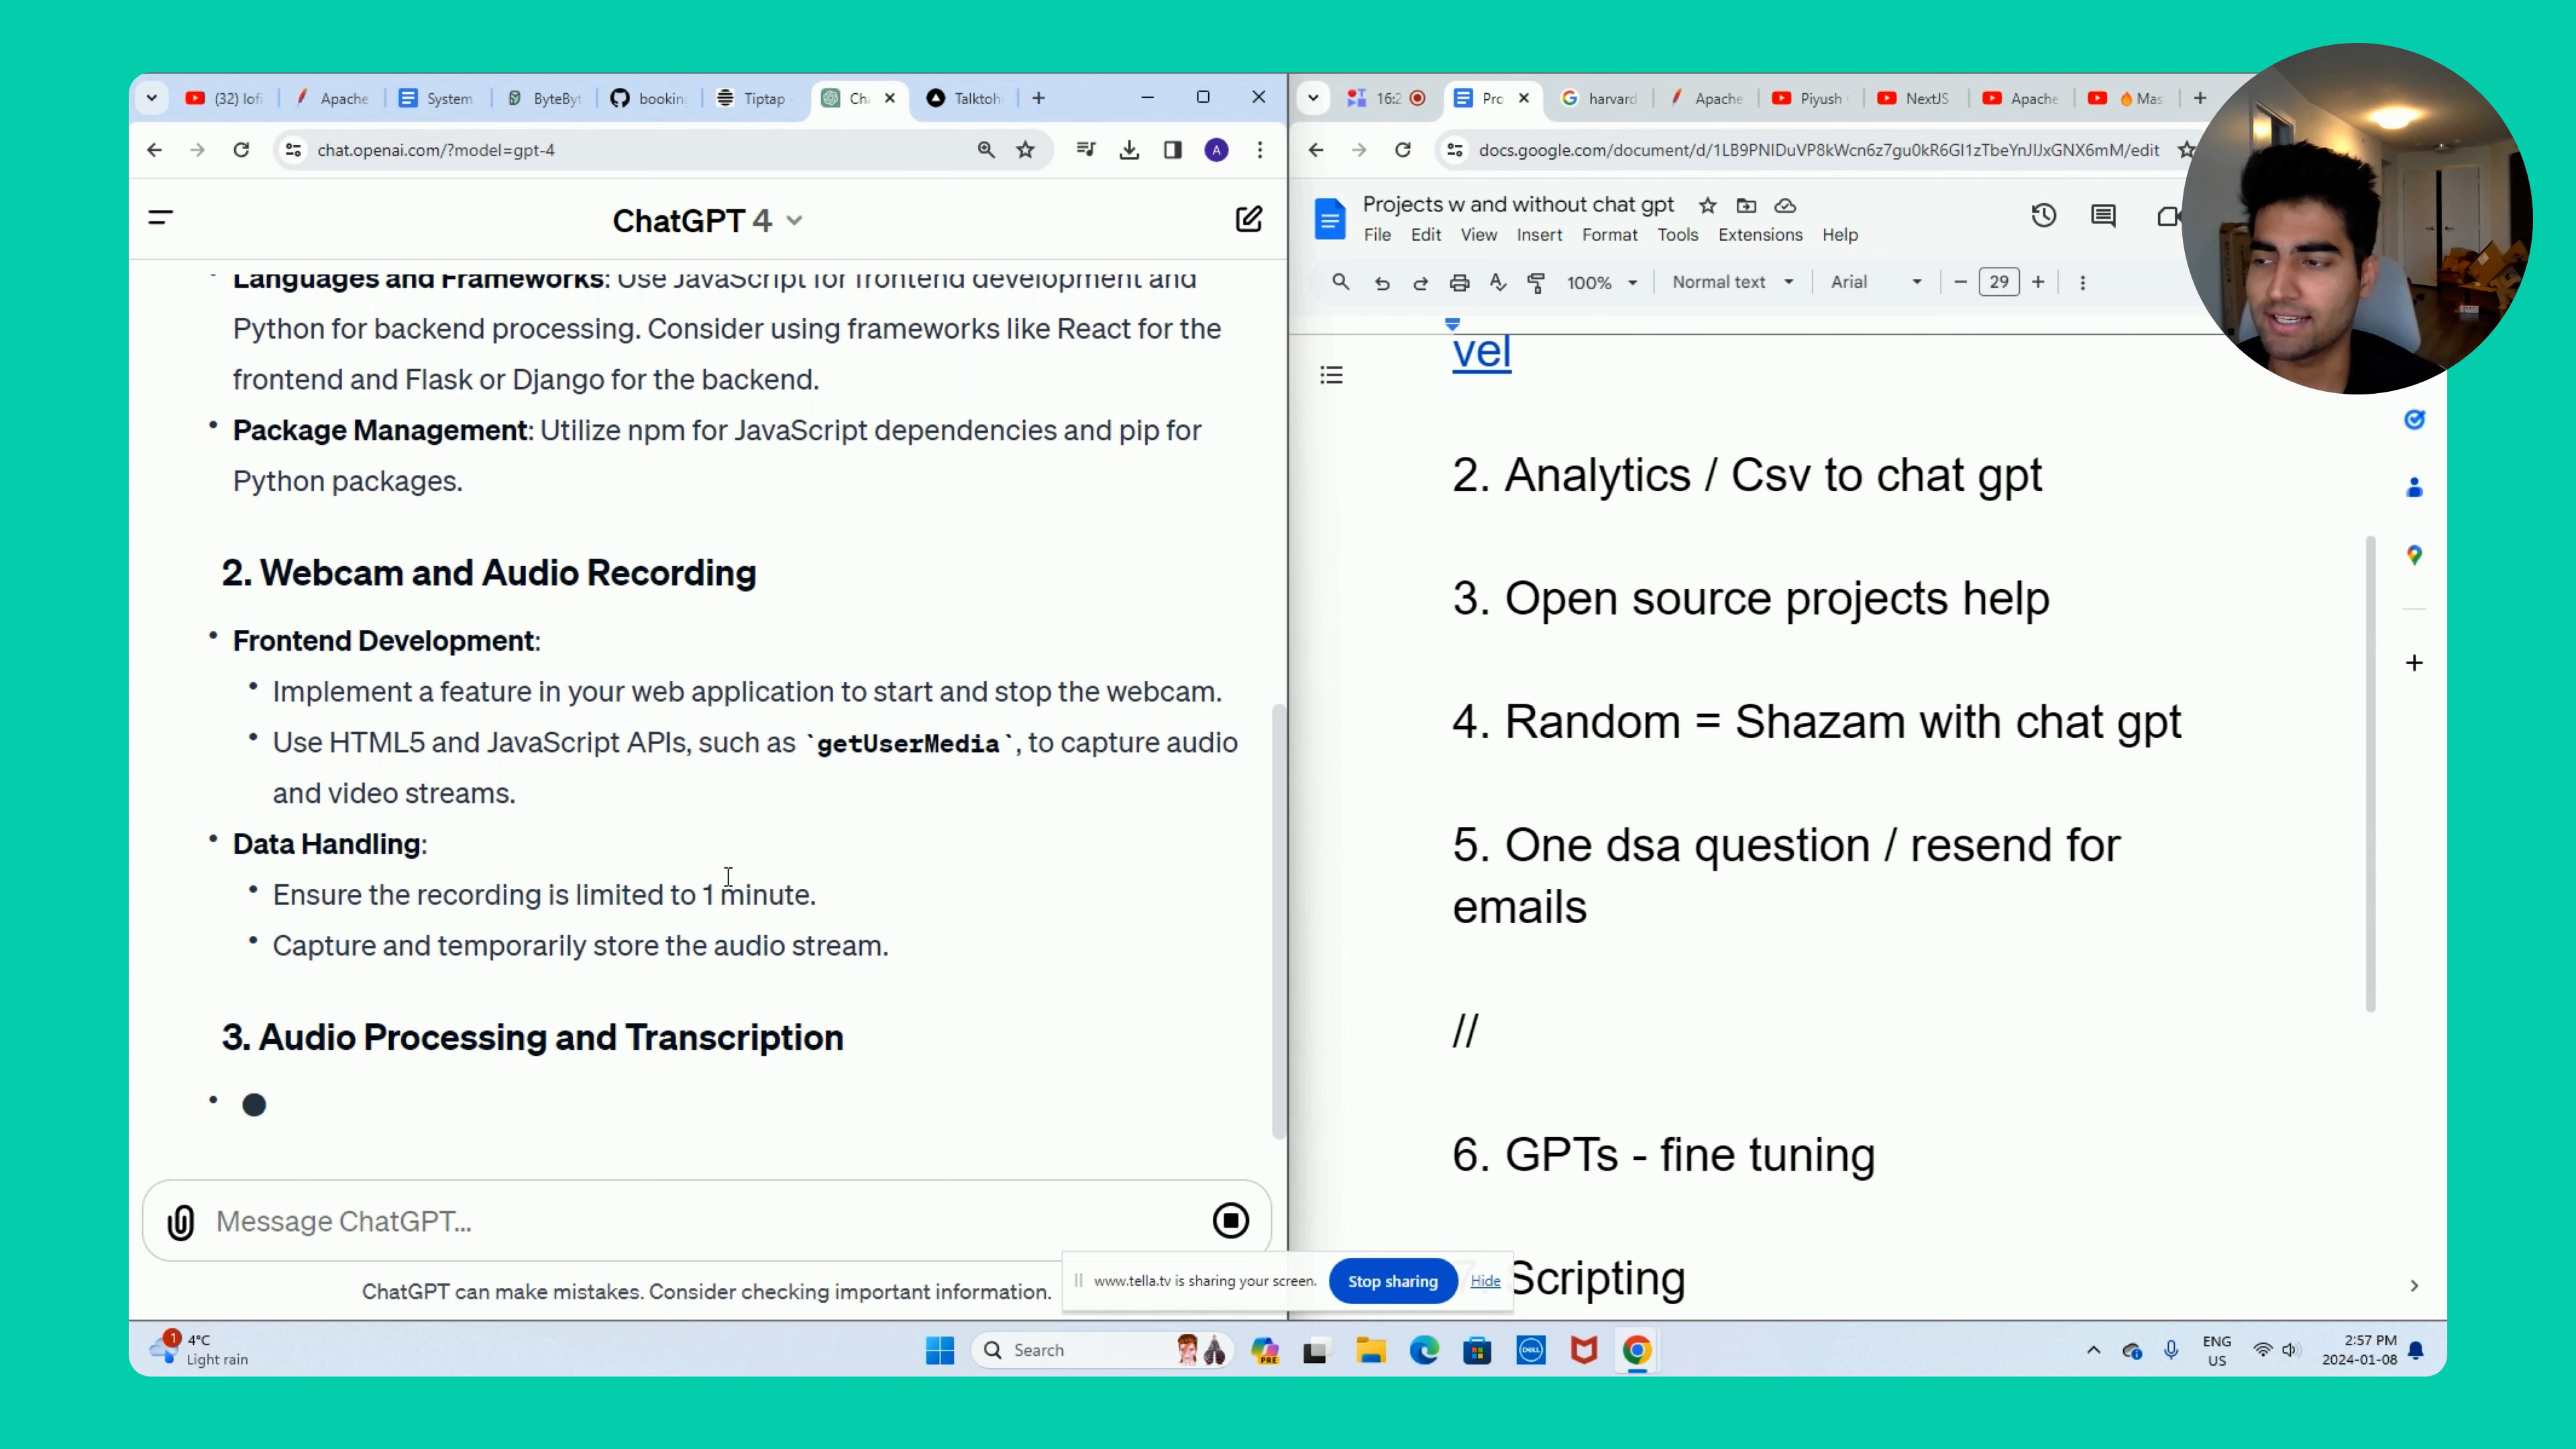 (32) lofi
Apache
System
ByteByt
booking
Tiptap -
Ch
Talktoh
chat.openai.com/?model=gpt-4
A
ChatGPT 4
Languages and Frameworks: Use JavaScript for frontend development and
Python for backend processing. Consider using frameworks like React for the
frontend and Flask or Django for the backend.
• Package Management: Utilize npm for JavaScript dependencies and pip for
Python packages.
2. Webcam and Audio Recording
• Frontend Development:
• Implement a feature in your web application to start and stop the webcam.
• Use HTML5 and JavaScript APIs, such as `getUserMedia`, to capture audio
and video streams.
• Data Handling:
• Ensure the recording is limited to 1 minute.
• Capture and temporarily store the audio stream.
3. Audio Processing and Transcription
Message ChatGPT...
ChatGPT can make mistakes. Consider checking important information.
16:2
Pro
harvard
Apache
Piyush
NextJS
Apache
Mas
docs.google.com/document/d/1LB9PNIDuVP8kWcn6z7gu0kR6GI1zTbeYnJIJxGNX6mM/edit
Projects w and without chat gpt
File Edit View Insert Format Tools Extensions Help
100% Normal text Arial 29
vel
2. Analytics / Csv to chat gpt
3. Open source projects help
4. Random = Shazam with chat gpt
5. One dsa question / resend for
emails
//
6. GPTs - fine tuning
Scripting
www.tella.tv is sharing your screen. Stop sharing Hide
1
4°C
Light rain
Search
PRE
DELL
ENG
US
2:57 PM
2024-01-08